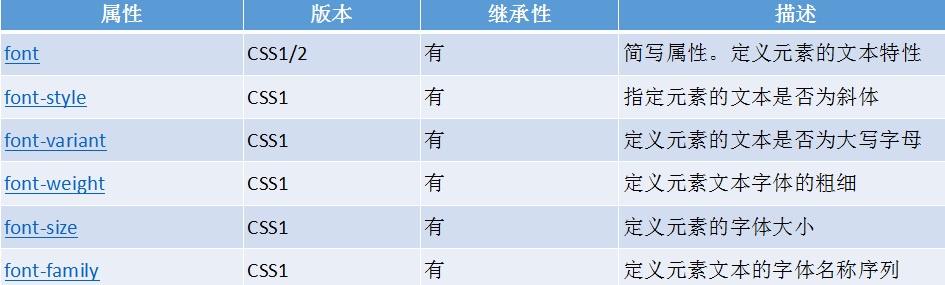 属性 版本 继承性 描述
font CSS1/2 有 简写属性。定义元素的文本特性
font-style CSS1 有 指定元素的文本是否为斜体
font-variant CSS1 有 定义元素的文本是否为大写字母
font-weight CSS1 有 定义元素文本字体的粗细
font-size CSS1 有 定义元素的字体大小
font-family CSS1 有 定义元素文本的字体名称序列